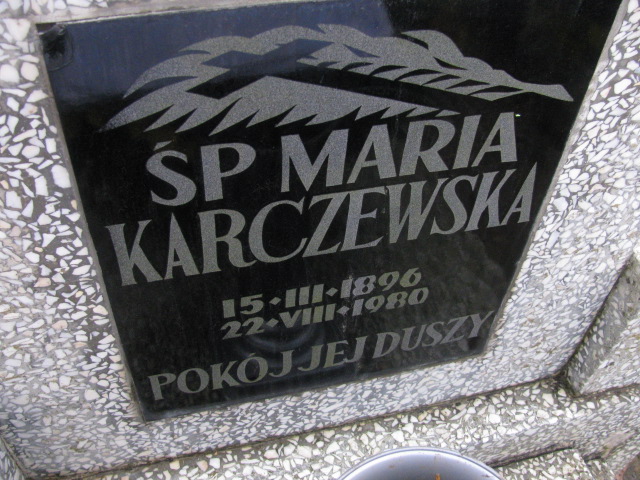 ŚP MARIA
KARCZEWSKA
15•III•1896
22•VIII•1980
POKÓJ JEJ DUSZY